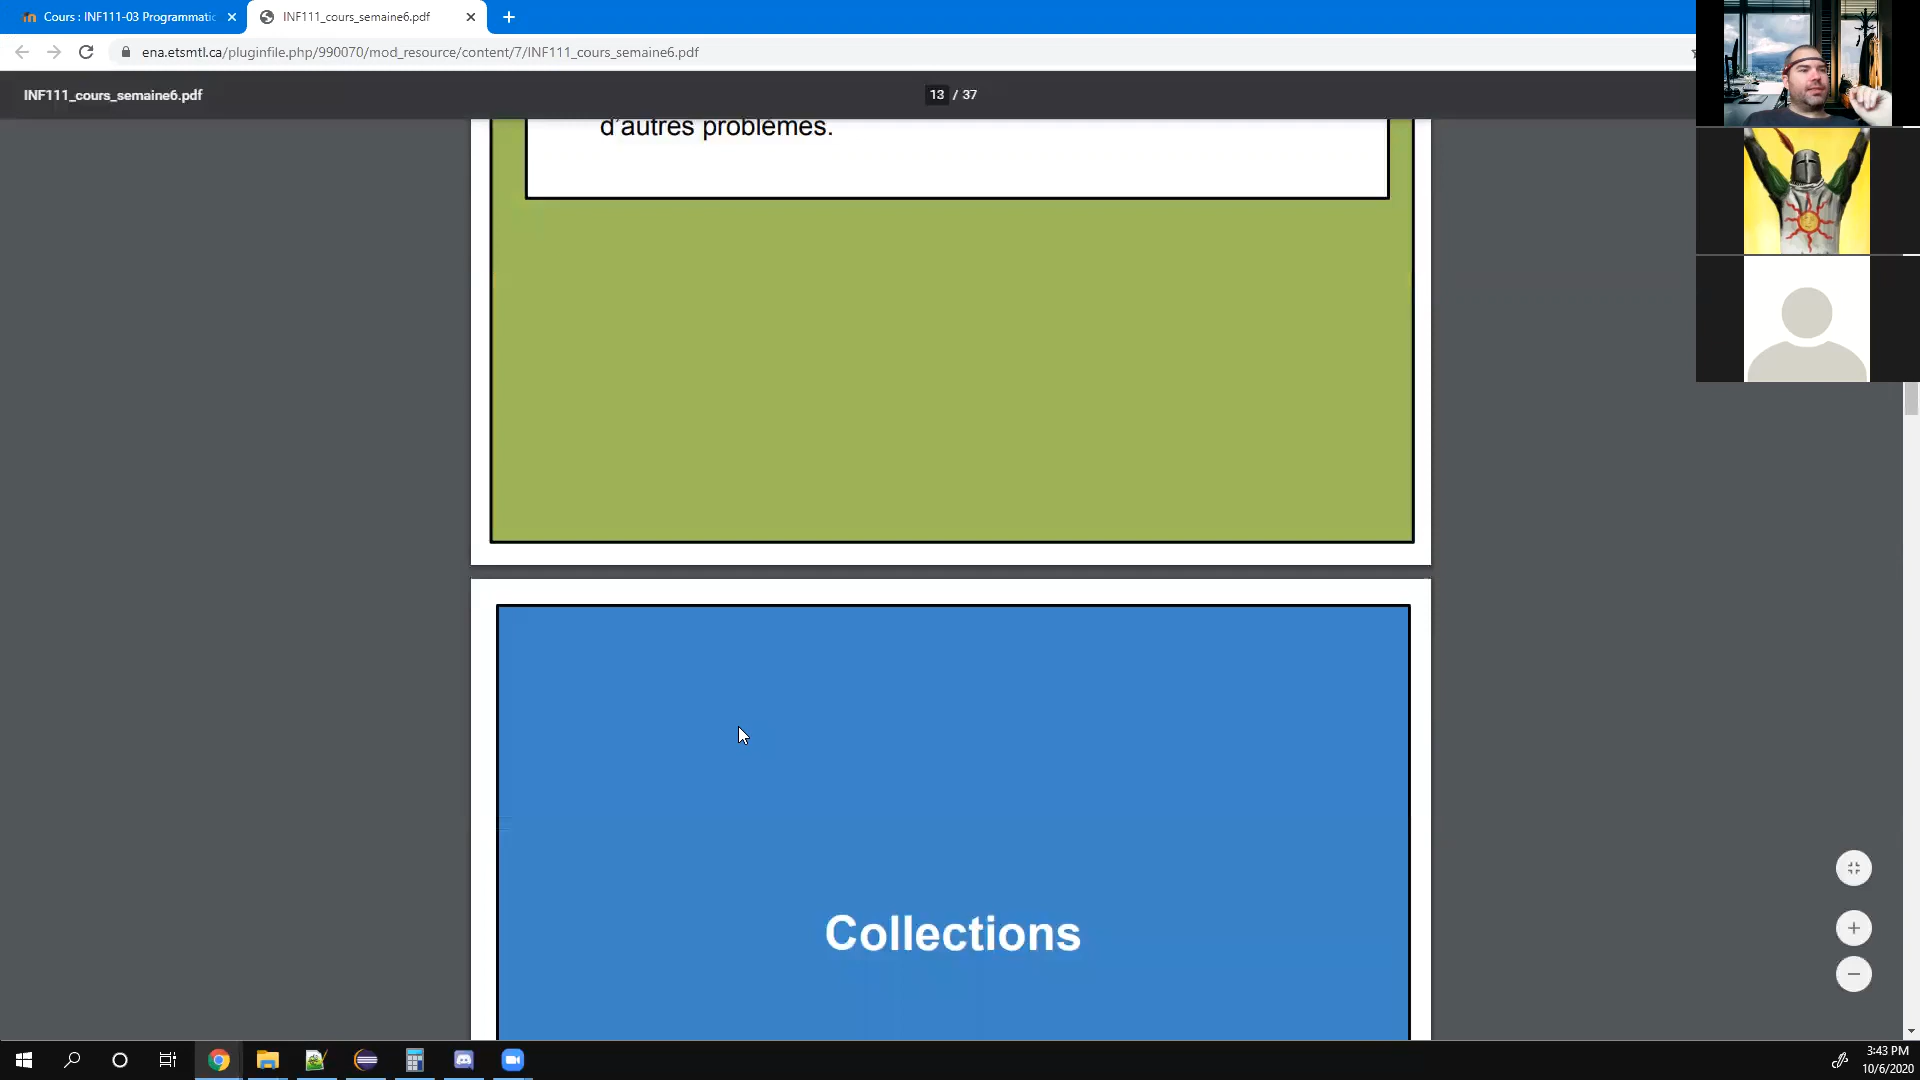 Cours : INF111-03 Programmatic
INF111_cours_semaine6.pdf
ena.etsmtl.ca/pluginfile.php/990070/mod_resource/content/7/INF111_cours_semaine6.pdf
INF111_cours_semaine6.pdf
13 / 37
d'autres problèmes.
Collections
3:43 PM
10/6/2020